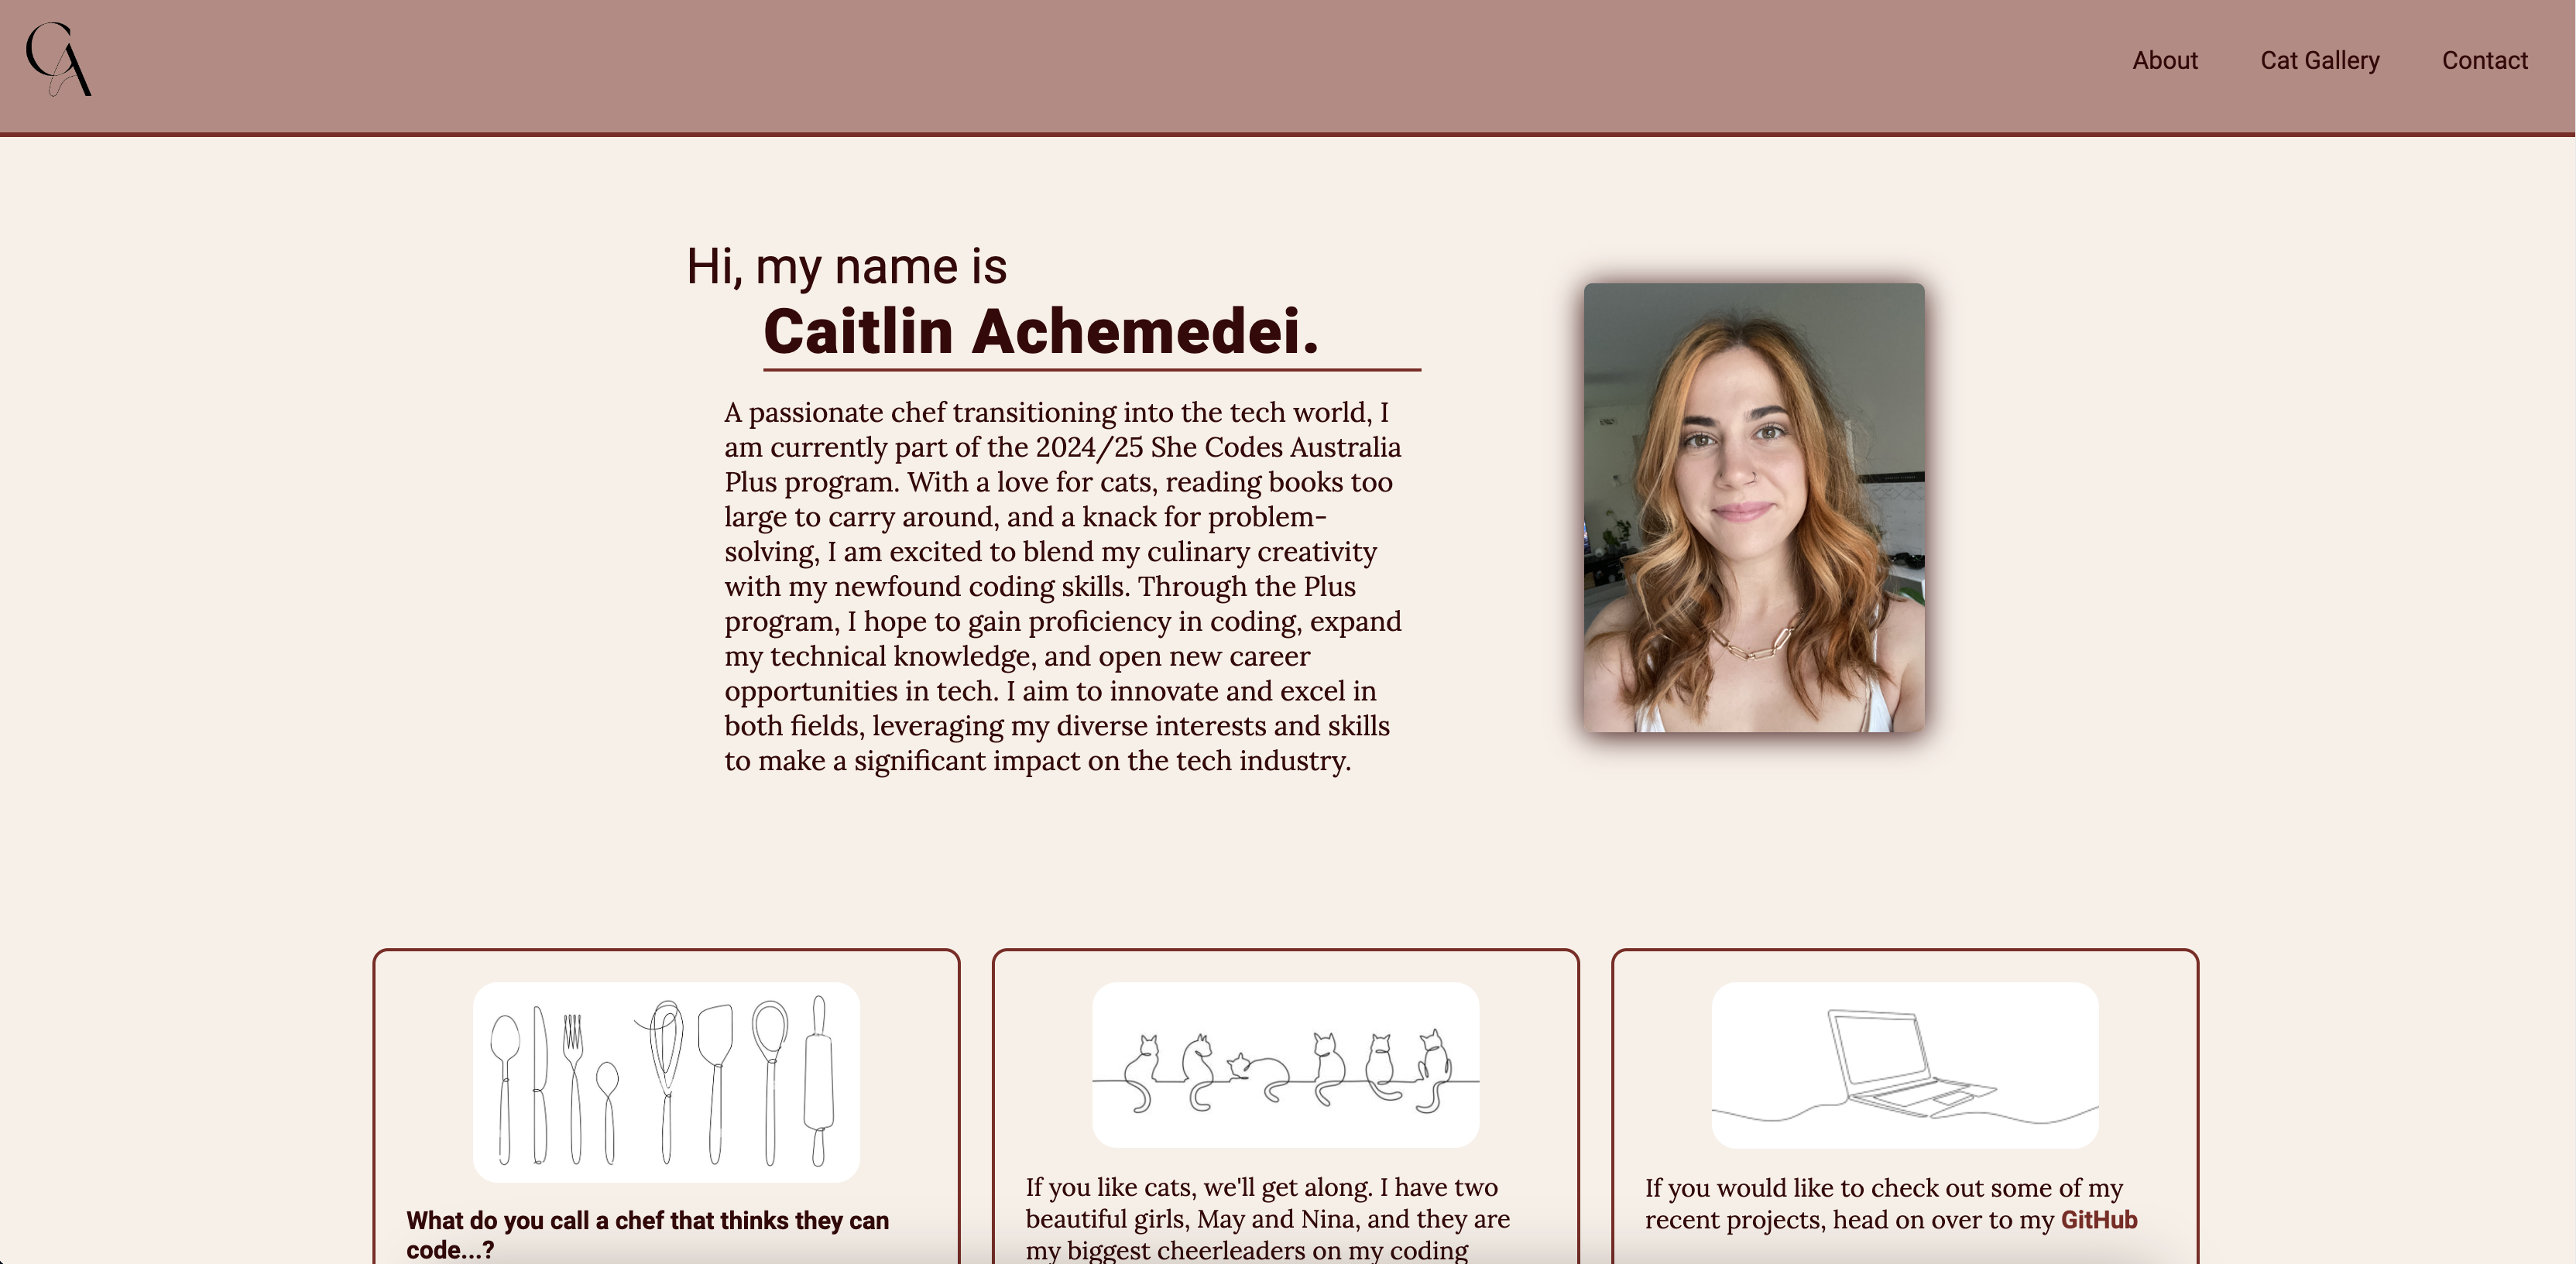 CA
About Cat Gallery Contact
Hi, my name is
Caitlin Achemedei.
A passionate chef transitioning into the tech world, I
am currently part of the 2024/25 She Codes Australia
Plus program. With a love for cats, reading books too
large to carry around, and a knack for problem-
solving, I am excited to blend my culinary creativity
with my newfound coding skills. Through the Plus
program, I hope to gain proficiency in coding, expand
my technical knowledge, and open new career
opportunities in tech. I aim to innovate and excel in
both fields, leveraging my diverse interests and skills
to make a significant impact on the tech industry.
What do you call a chef that thinks they can
code...?
If you like cats, we'll get along. I have two
beautiful girls, May and Nina, and they are
my biggest cheerleaders on my coding
If you would like to check out some of my
recent projects, head on over to my GitHub